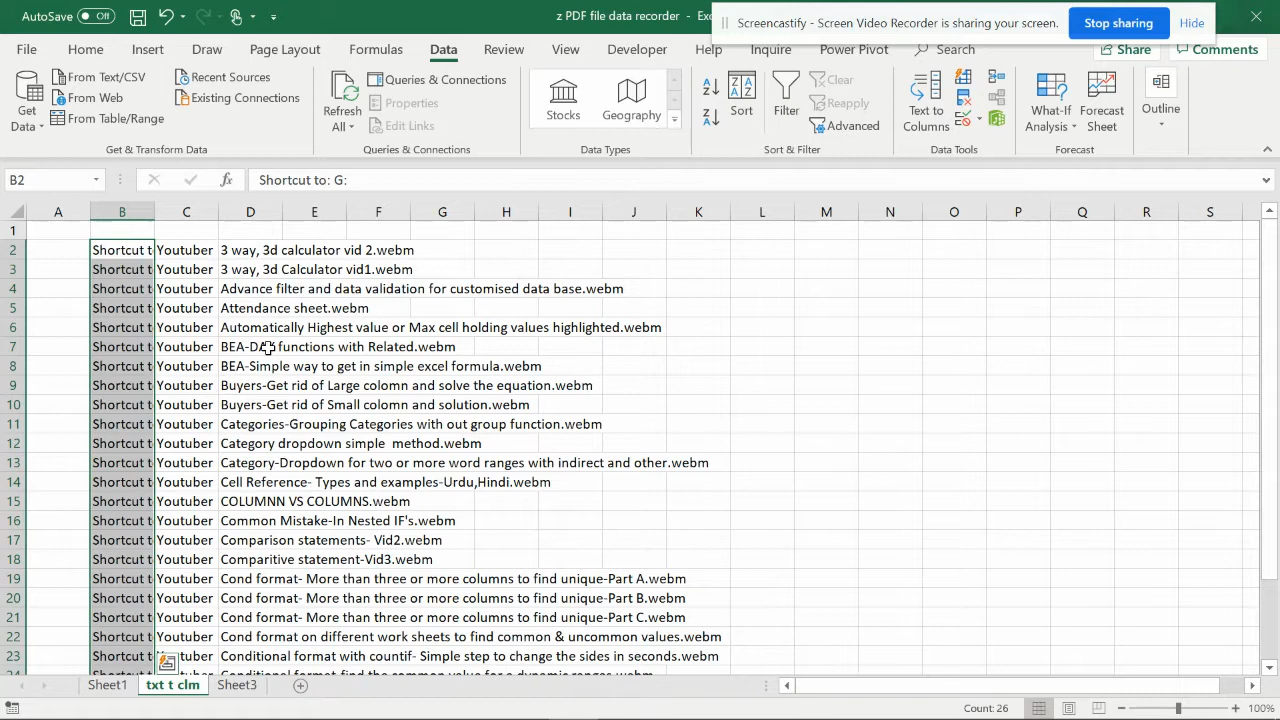 AutoSave Off
z PDF file data recorder - Exc
Screencastify - Screen Video Recorder is sharing your screen.
Stop sharing
Hide
File Home Insert Draw Page Layout Formulas Data Review View Developer Help Inquire Power Pivot Search Share Comments
Get Data
From Text/CSV
From Web
From Table/Range
Recent Sources
Existing Connections
Get & Transform Data
Refresh All
Queries & Connections
Properties
Edit Links
Queries & Connections
Stocks
Geography
Data Types
Sort
Filter
Clear
Reapply
Advanced
Sort & Filter
Text to Columns
Data Tools
What-If Analysis
Forecast Sheet
Forecast
Outline
B2
fx
Shortcut to: G:
A B C D E F G H I J K L M N O P Q R S
1
2 Shortcut t Youtuber 3 way, 3d calculator vid 2.webm
3 Shortcut t Youtuber 3 way, 3d Calculator vid1.webm
4 Shortcut t Youtuber Advance filter and data validation for customised data base.webm
5 Shortcut t Youtuber Attendance sheet.webm
6 Shortcut t Youtuber Automatically Highest value or Max cell holding values highlighted.webm
7 Shortcut t Youtuber functions with Related.webm
8 Shortcut t Youtuber BEA-Simple way to get in simple excel formula.webm
9 Shortcut t Youtuber Buyers-Get rid of Large colomn and solve the equation.webm
10 Shortcut t Youtuber Buyers-Get rid of Small colomn and solution.webm
11 Shortcut t Youtuber Categories-Grouping Categories with out group function.webm
12 Shortcut t Youtuber Category dropdown simple  method.webm
13 Shortcut t Youtuber Category-Dropdown for two or more word ranges with indirect and other.webm
14 Shortcut t Youtuber Cell Reference- Types and examples-Urdu,Hindi.webm
15 Shortcut t Youtuber COLUMNN VS COLUMNS.webm
16 Shortcut t Youtuber Common Mistake-In Nested IF's.webm
17 Shortcut t Youtuber Comparison statements- Vid2.webm
18 Shortcut t Youtuber Comparitive statement-Vid3.webm
19 Shortcut t Youtuber Cond format- More than three or more columns to find unique-Part A.webm
20 Shortcut t Youtuber Cond format- More than three or more columns to find unique-Part B.webm
21 Shortcut t Youtuber Cond format- More than three or more columns to find unique-Part C.webm
22 Shortcut t Youtuber Cond format on different work sheets to find common & uncommon values.webm
23 Shortcut t Youtuber Conditional format with countif- Simple step to change the sides in seconds.webm
Sheet1 txt t clm Sheet3
Count: 26
100%